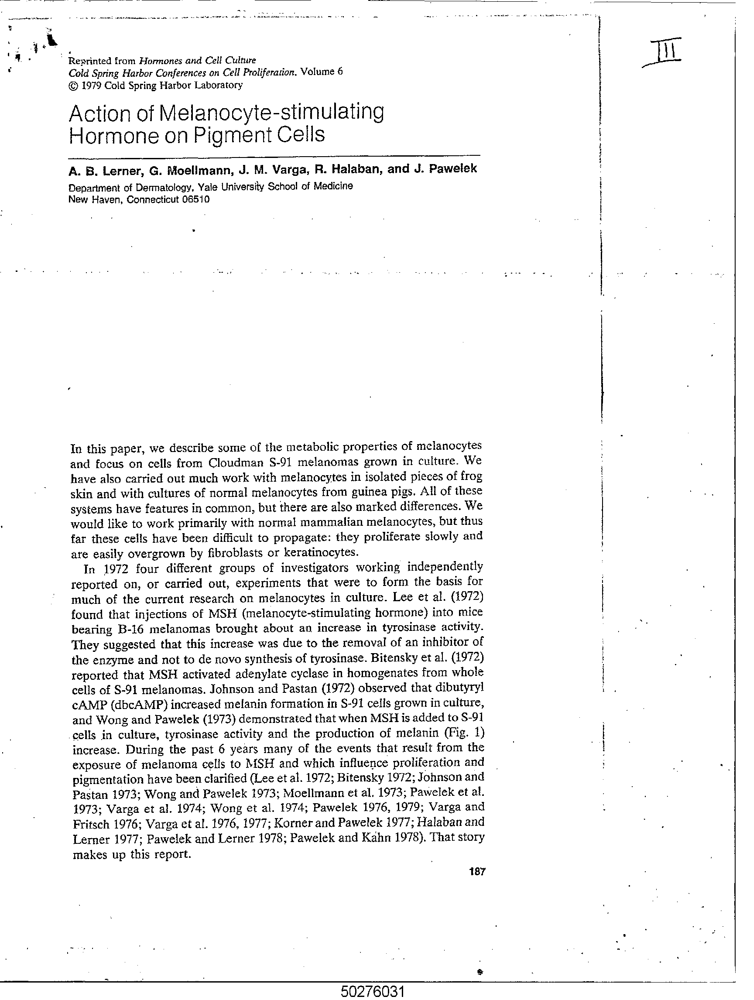 III
Reprinted from Hormones and Cell Culture
Cold Spring Harbor Conferences on Cell Proliferation, Volume 6
© 1979 Cold Spring Harbor Laboratory
Action of Melanocyte-stimulating
Hormone on Pigment Cells
A. B. Lerner, G. Moellmann, J. M. Varga, R. Halaban, and J. Pawelek
Department of Dermatology, Yale University School of Medicine
New Haven, Connecticut 06510
In this paper, we describe some of the metabolic properties of melanocytes
and focus on cells from Cloudman S-91 melanomas grown in culture. We
have also carried out much work with melanocytes in isolated pieces of frog
skin and with cultures of normal melanocytes from guinea pigs. All of these
systems have features in common, but there are also marked differences. We
would like to work primarily with normal mammalian melanocytes, but thus
far these cells have been difficult to propagate: they proliferate slowly and
are easily overgrown by fibroblasts or keratinocytes.
In 1972 four different groups of investigators working independently
reported on, or carried out, experiments that were to form the basis for
much of the current research on melanocytes in culture. Lee et al. (1972)
found that injections of MSH (melanocyte-stimulating hormone) into mice
bearing B-16 melanomas brought about an increase in tyrosinase activity.
They suggested that this increase was due to the removal of an inhibitor of
the enzyme and not to de novo synthesis of tyrosinase. Bitensky et al. (1972)
reported that MSH activated adenylate cyclase in homogenates from whole
cells of S-91 melanomas. Johnson and Pastan (1972) observed that dibutyryl
cAMP (dbcAMP) increased melanin formation in S-91 cells grown in culture,
and Wong and Pawelek (1973) demonstrated that when MSH is added to S-91
cells in culture, tyrosinase activity and the production of melanin (Fig. 1)
increase. During the past 6 years many of the events that result from the
exposure of melanoma cells to MSH and which influence proliferation and
pigmentation have been clarified (Lee et al. 1972; Bitensky 1972; Johnson and
Pastan 1973; Wong and Pawelek 1973; Moellmann et al. 1973; Pawelek et al.
1973; Varga et al. 1974; Wong et al. 1974; Pawelek 1976, 1979; Varga and
Fritsch 1976; Varga et al. 1976, 1977; Korner and Pawelek 1977; Halaban and
Lerner 1977; Pawelek and Lerner 1978; Pawelek and Kahn 1978). That story
makes up this report.
187
50276031